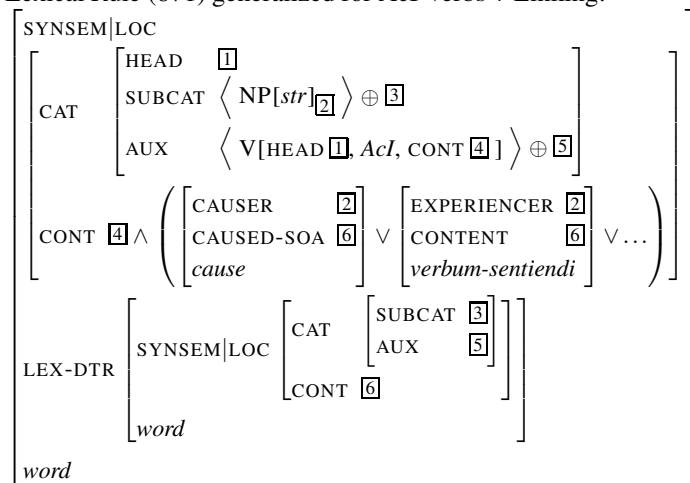 Lexical Rule generalized for AcI Verbs + Linking:
SYNSEM|LOC
HEAD 1
CAT SUBCAT ⟨ NP[str]2 ⟩ ⊕ 3
AUX ⟨ V[HEAD 1, AcI, CONT 4 ] ⟩ ⊕ 5
CAUSER 2 EXPERIENCER 2
CONT 4 ∧ ( CAUSED-SOA 6 ∨ CONTENT 6 ∨ … )
cause verbum-sentiendi
SUBCAT 3
CAT
SYNSEM|LOC AUX 5
LEX-DTR
CONT 6
word
word